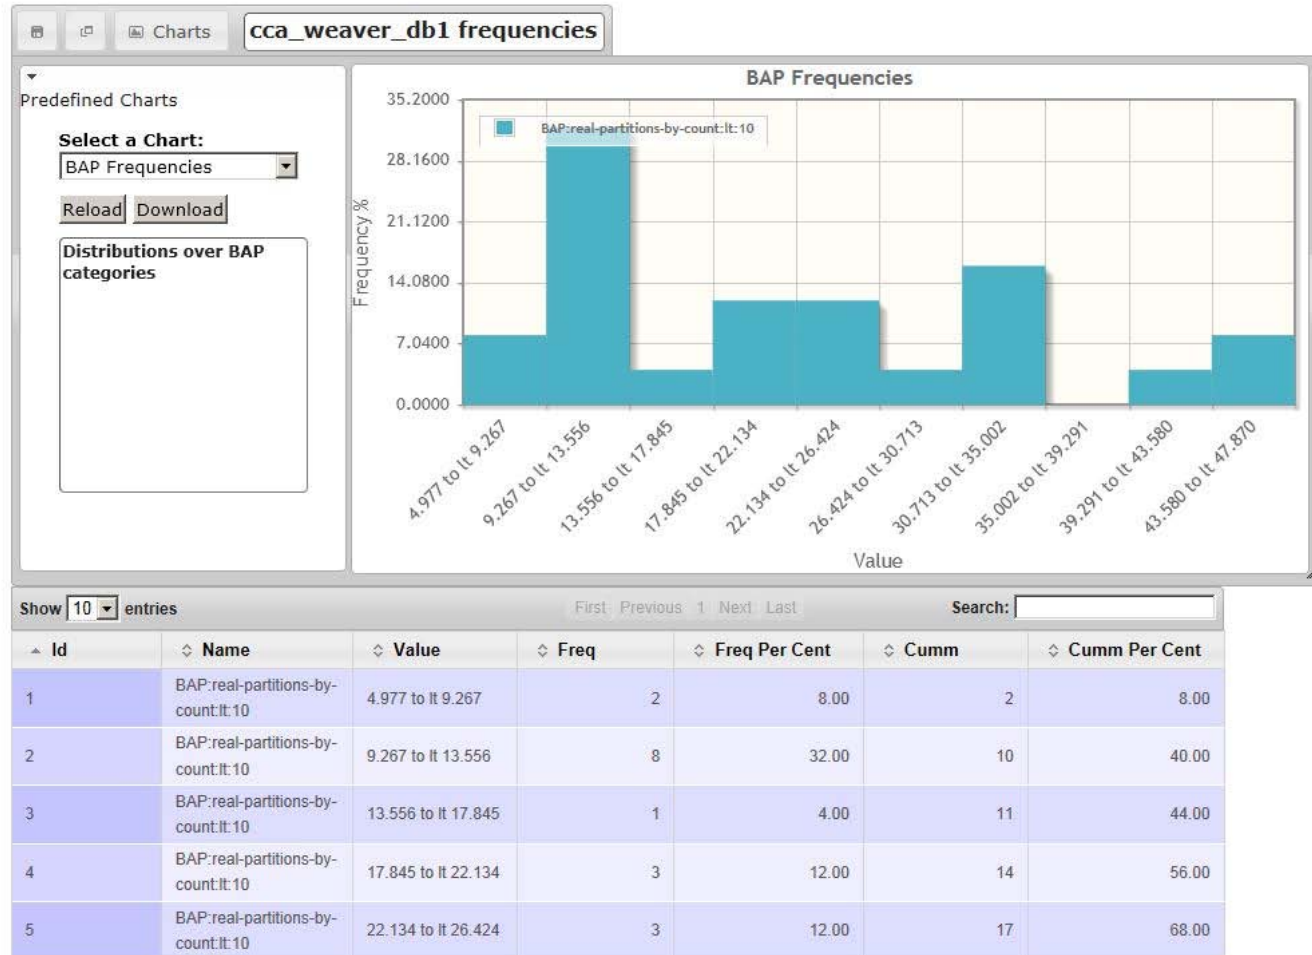 Charts
cca_weaver_db1 frequencies
Predefined Charts
Select a Chart:
BAP Frequencies
Reload Download
Distributions over BAP
categories
BAP Frequencies
BAP:real-partitions-by-count:lt:10
Frequency %
35.2000
28.1600
21.1200
14.0800
7.0400
0.0000
4.977 to lt 9.267
9.267 to lt 13.556
13.556 to lt 17.845
17.845 to lt 22.134
22.134 to lt 26.424
26.424 to lt 30.713
30.713 to lt 35.002
35.002 to lt 39.291
39.291 to lt 43.580
43.580 to lt 47.870
Value
Show 10 entries First Previous 1 Next Last Search:
Id Name Value Freq Freq Per Cent Cumm Cumm Per Cent
BAP:real-partitions-by-
1 4.977 to lt 9.267 2 8.00 2 8.00
count:lt:10
BAP:real-partitions-by-
2 9.267 to lt 13.556 8 32.00 10 40.00
count:lt:10
BAP:real-partitions-by-
3 13.556 to lt 17.845 1 4.00 11 44.00
count:lt:10
BAP:real-partitions-by-
4 17.845 to lt 22.134 3 12.00 14 56.00
count:lt:10
BAP:real-partitions-by-
5 22.134 to lt 26.424 3 12.00 17 68.00
count:lt:10